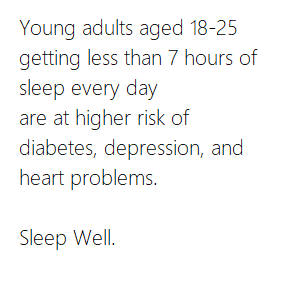 Young adults aged 18-25
getting less than 7 hours of
sleep every day
are at higher risk of
diabetes, depression, and
heart problems.
Sleep Well.